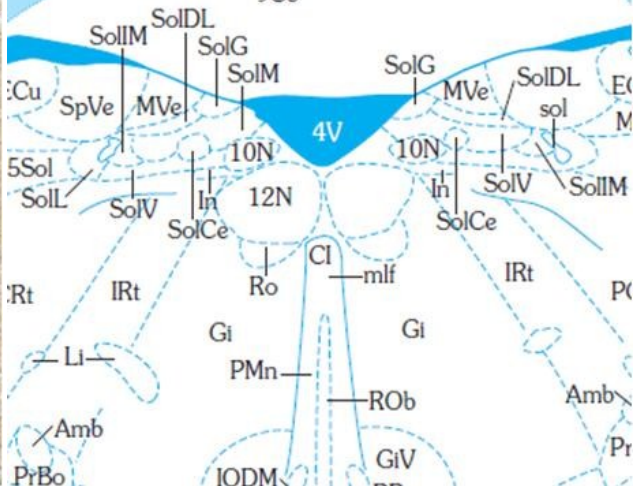 SolDL
SolIM
SolG
SolM
SolG
SolDL
MVe
sol
ECu
SpVe
MVe
4V
10N
10N
5Sol
SolL
SolV
In
12N
In
SolV
SolIM
SolCe
SolCe
CI
Ro
mlf
IRt
IRt
Gi
Gi
Li
PMn
ROb
Amb
Amb
GiV
PrBo
IODM